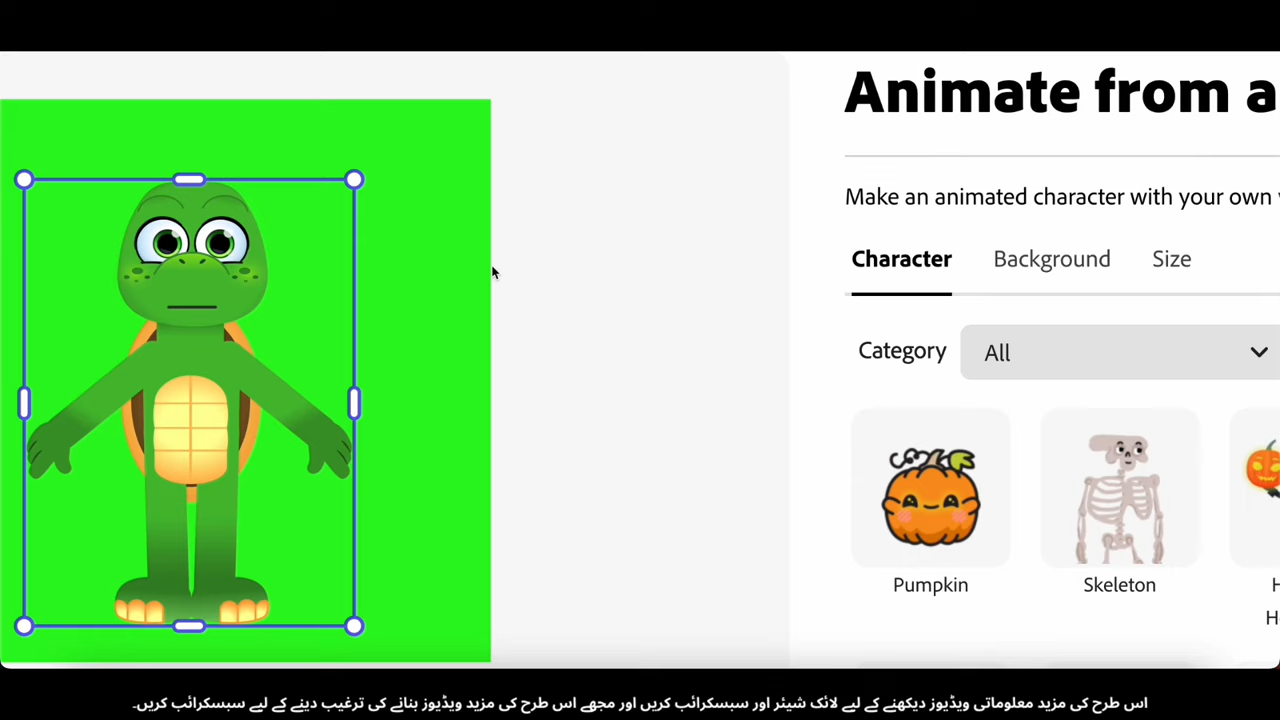 Animate from a
Make an animated character with your own
Character Background Size
Category All
Pumpkin Skeleton
اس طرح کی مزید معلوماتی ویڈیوز دیکھنے کے لیے لائک شیئر اور سبسکرائب کریں اور مجھے اس طرح کی مزید ویڈیوز بنانے کی ترغیب دینے کے لیے سبسکرائب کریں۔